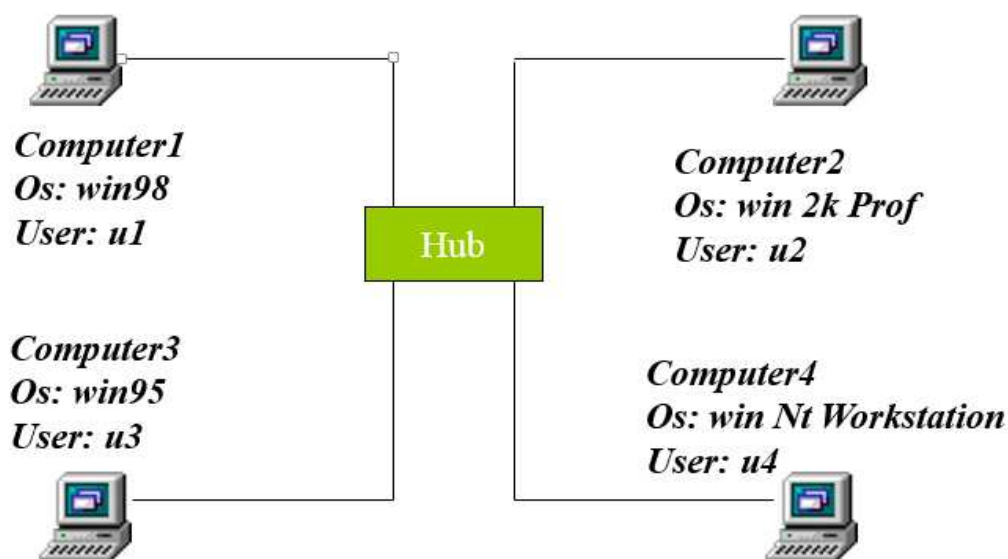 Computer1
Os: win98
User: u1
Computer2
Os: win 2k Prof
User: u2
Hub
Computer3
Os: win95
User: u3
Computer4
Os: win Nt Workstation
User: u4